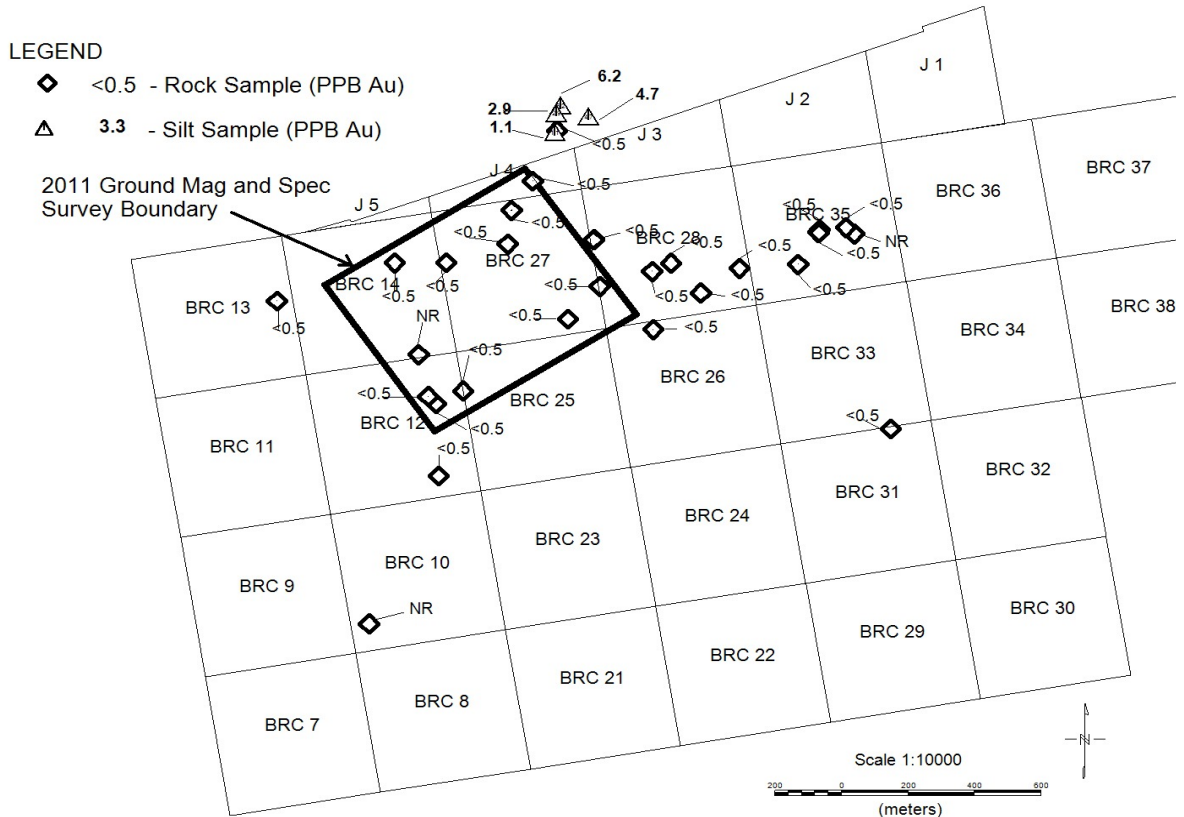 LEGEND
<0.5 - Rock Sample (PPB Au)
3.3 - Silt Sample (PPB Au)
2011 Ground Mag and Spec
Survey Boundary
6.2
4.7
2.9
1.1
<0.5
J 1
J 2
J 3
J 4
J 5
<0.5
<0.5
<0.5
<0.5
<0.5
<0.5
<0.5
NR
<0.5
<0.5
BRC 37
BRC 36
BRC 35
BRC 28
BRC 27
BRC 14
BRC 13
<0.5
<0.5
<0.5
<0.5
<0.5
<0.5
<0.5
<0.5
NR
<0.5
<0.5
BRC 38
BRC 34
BRC 33
BRC 26
BRC 25
BRC 12
BRC 11
<0.5
<0.5
<0.5
<0.5
BRC 32
BRC 31
BRC 24
BRC 23
BRC 10
BRC 9
NR
BRC 30
BRC 29
BRC 22
BRC 21
BRC 8
BRC 7
N
Scale 1:10000
200 0 200 400 600
(meters)